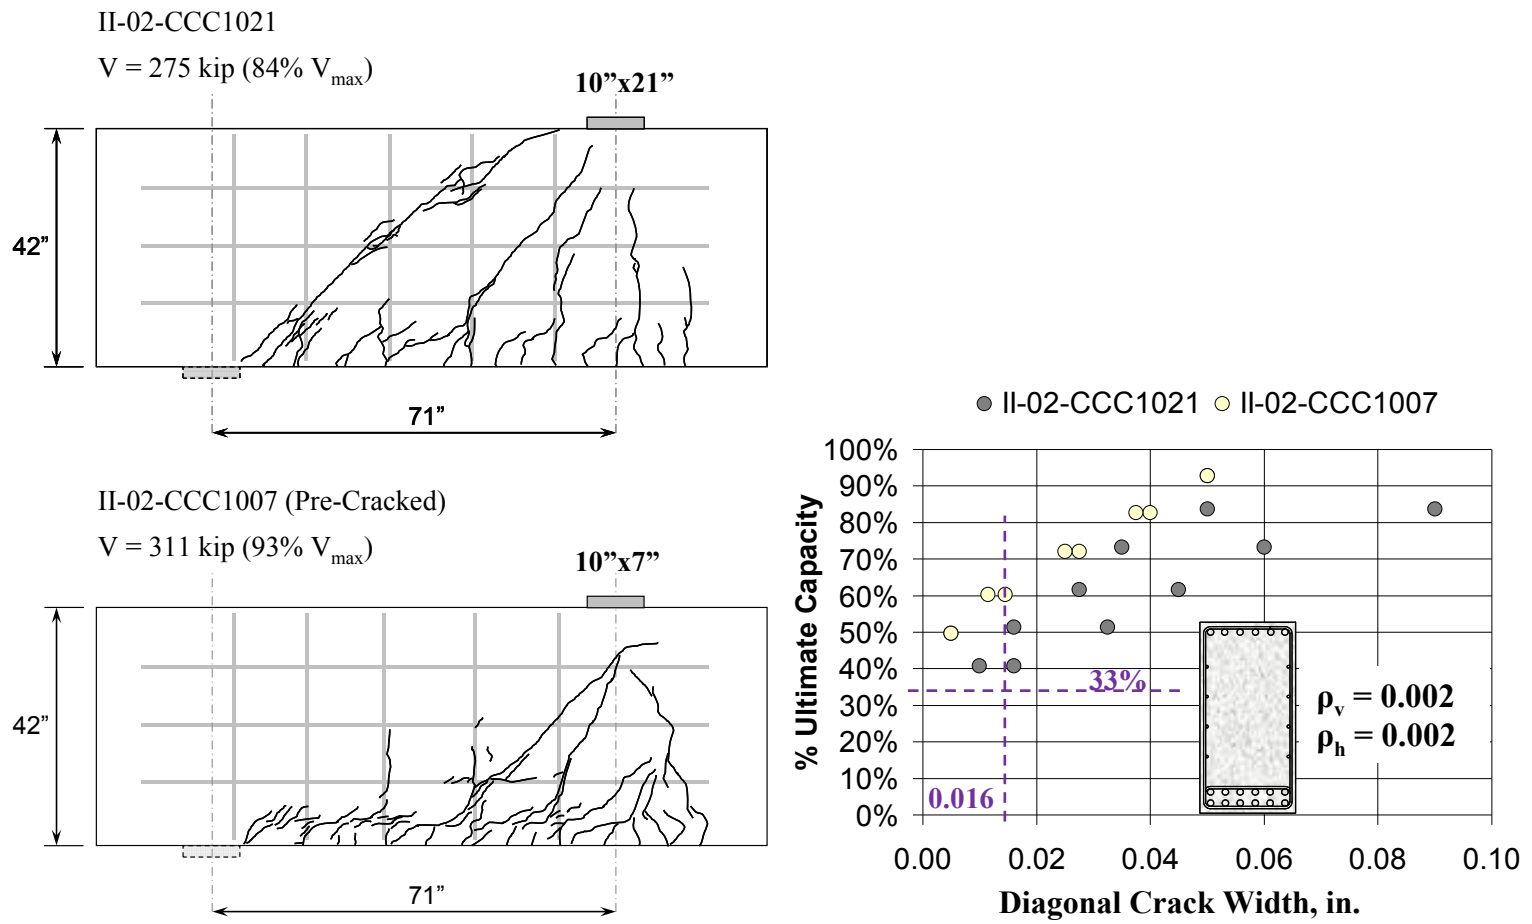 II-02-CCC1021
V = 275 kip (84% Vmax)
10”x21”
42”
71”
II-02-CCC1007 (Pre-Cracked)
V = 311 kip (93% Vmax)
10”x7”
42”
71”
II-02-CCC1021 II-02-CCC1007
% Ultimate Capacity
100%
90%
80%
70%
60%
50%
40%
30%
20%
10%
0%
33%
0.016
ρv = 0.002
ρh = 0.002
0.00 0.02 0.04 0.06 0.08 0.10
Diagonal Crack Width, in.